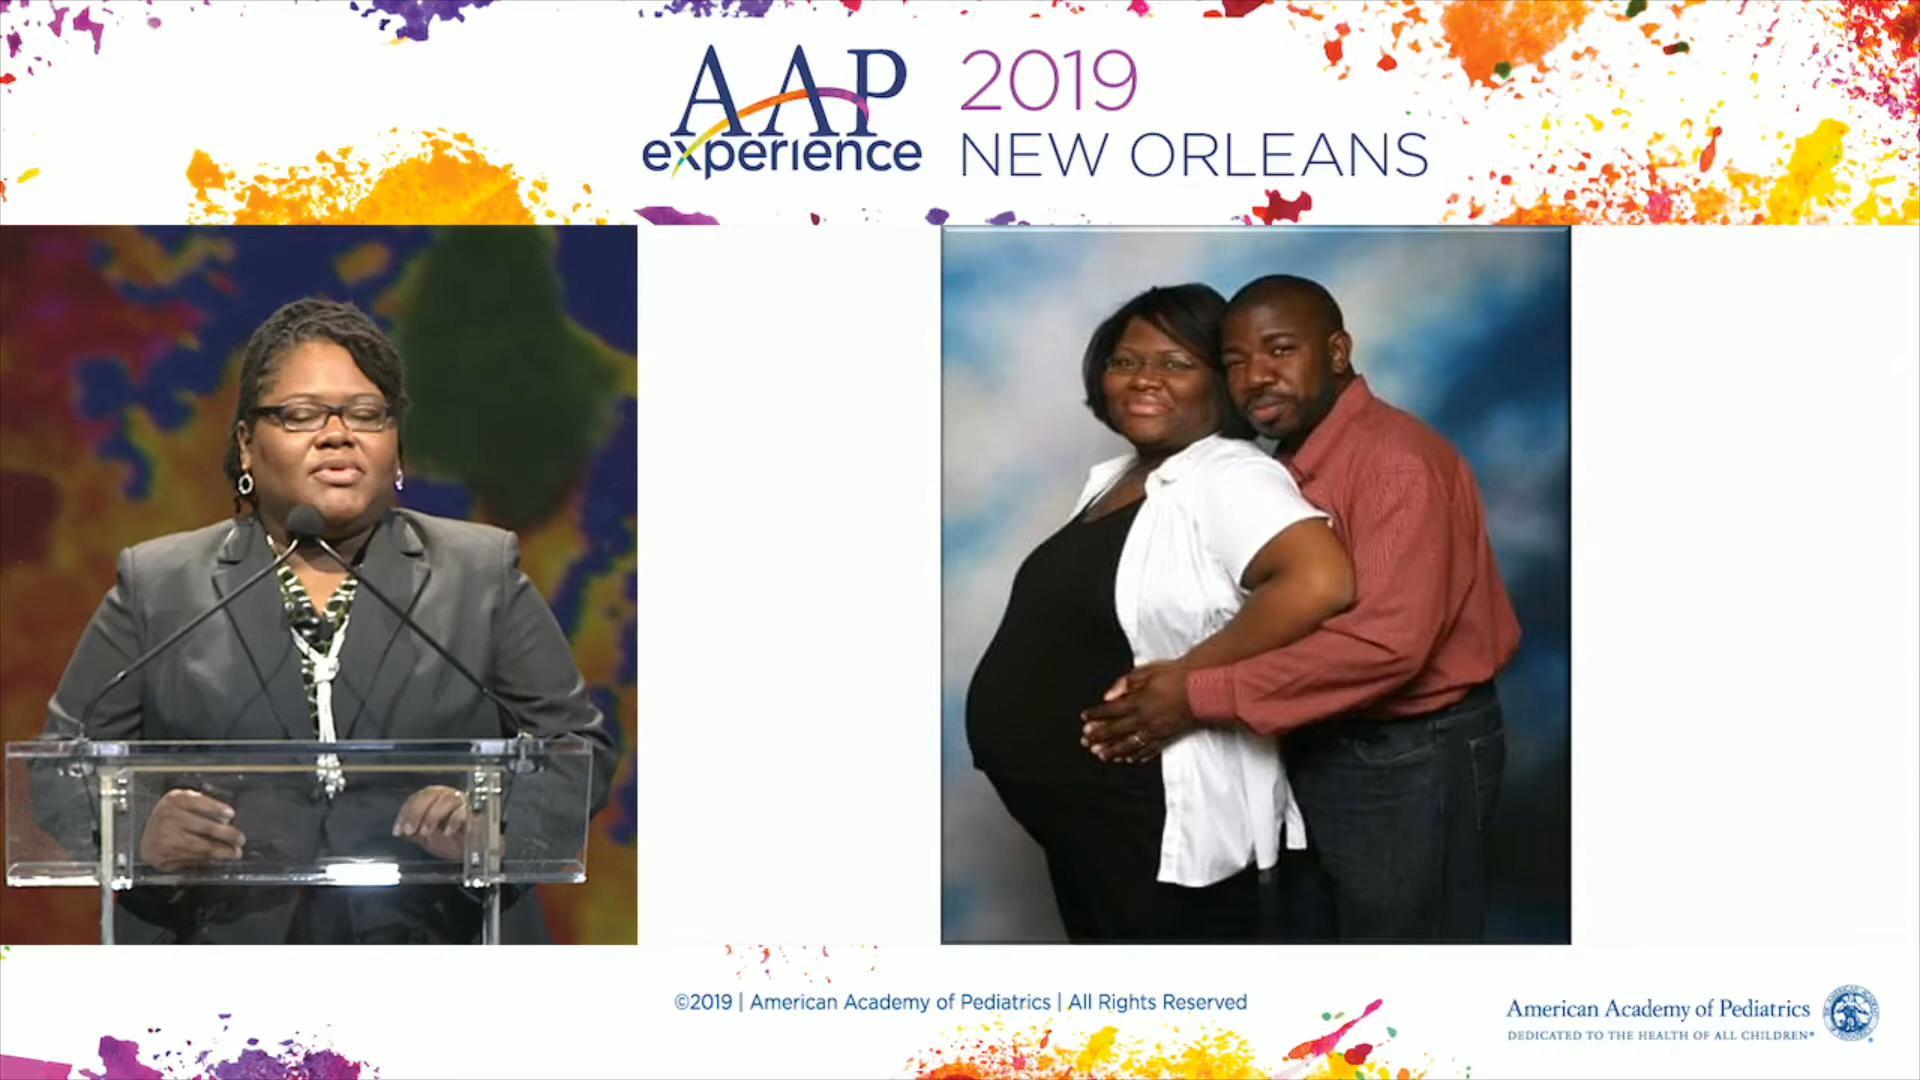 AAP
experience
2019
NEW ORLEANS
©2019 | American Academy of Pediatrics | All Rights Reserved
American Academy of Pediatrics
DEDICATED TO THE HEALTH OF ALL CHILDREN®